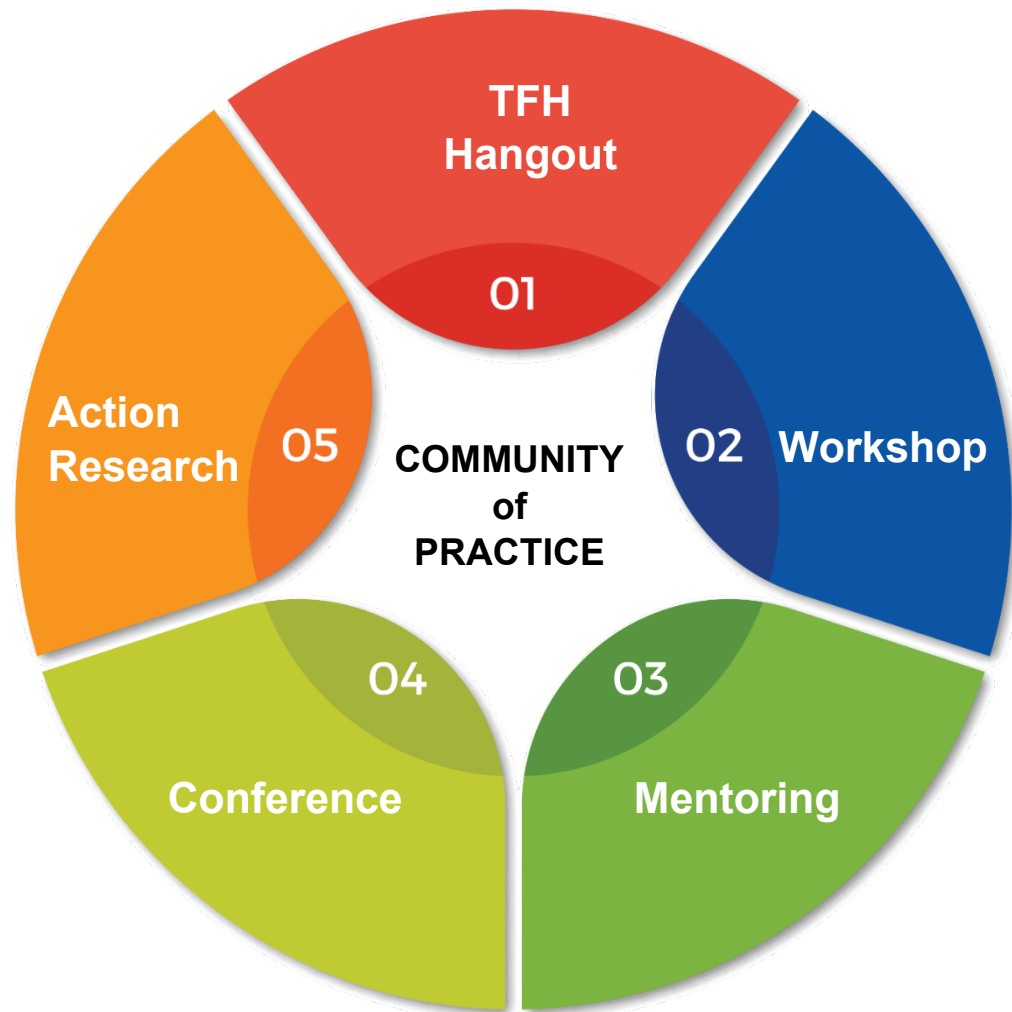 TFH
Hangout
01
02
Workshop
03
Mentoring
04
Conference
05
Action
Research
COMMUNITY
of
PRACTICE